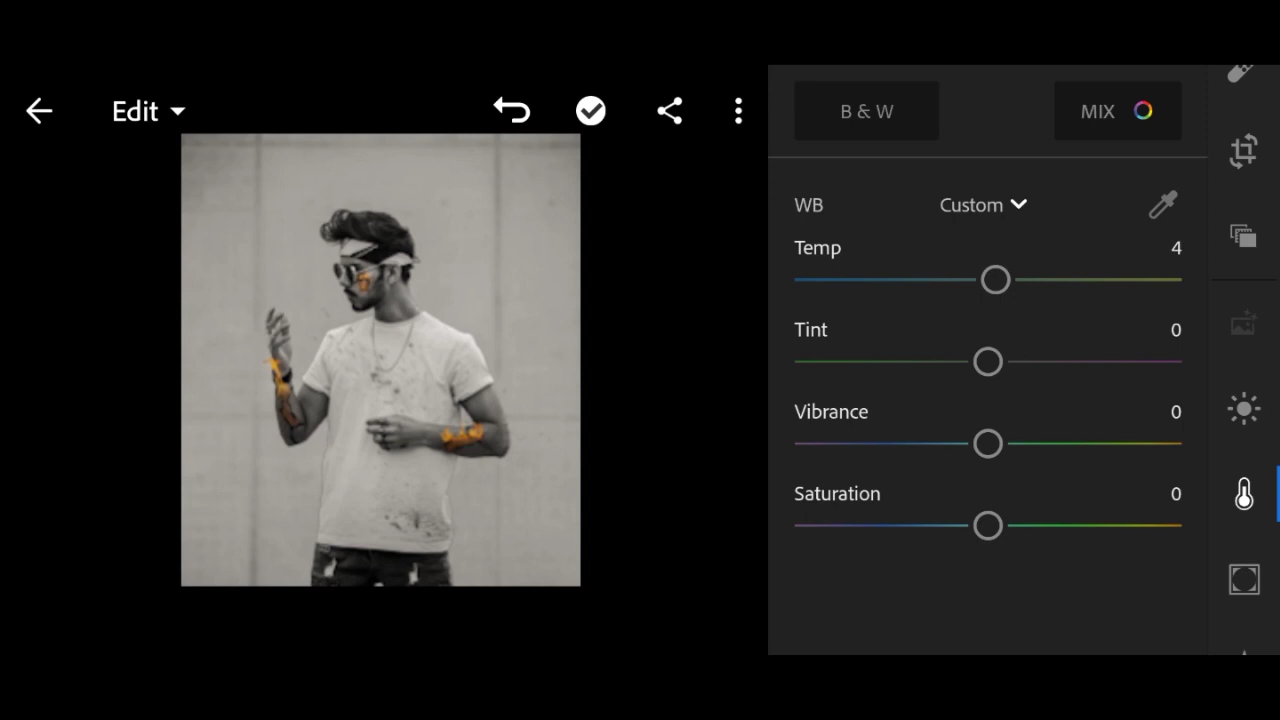 Edit
B & W
MIX
WB
Custom
Temp
4
Tint
0
Vibrance
0
Saturation
0